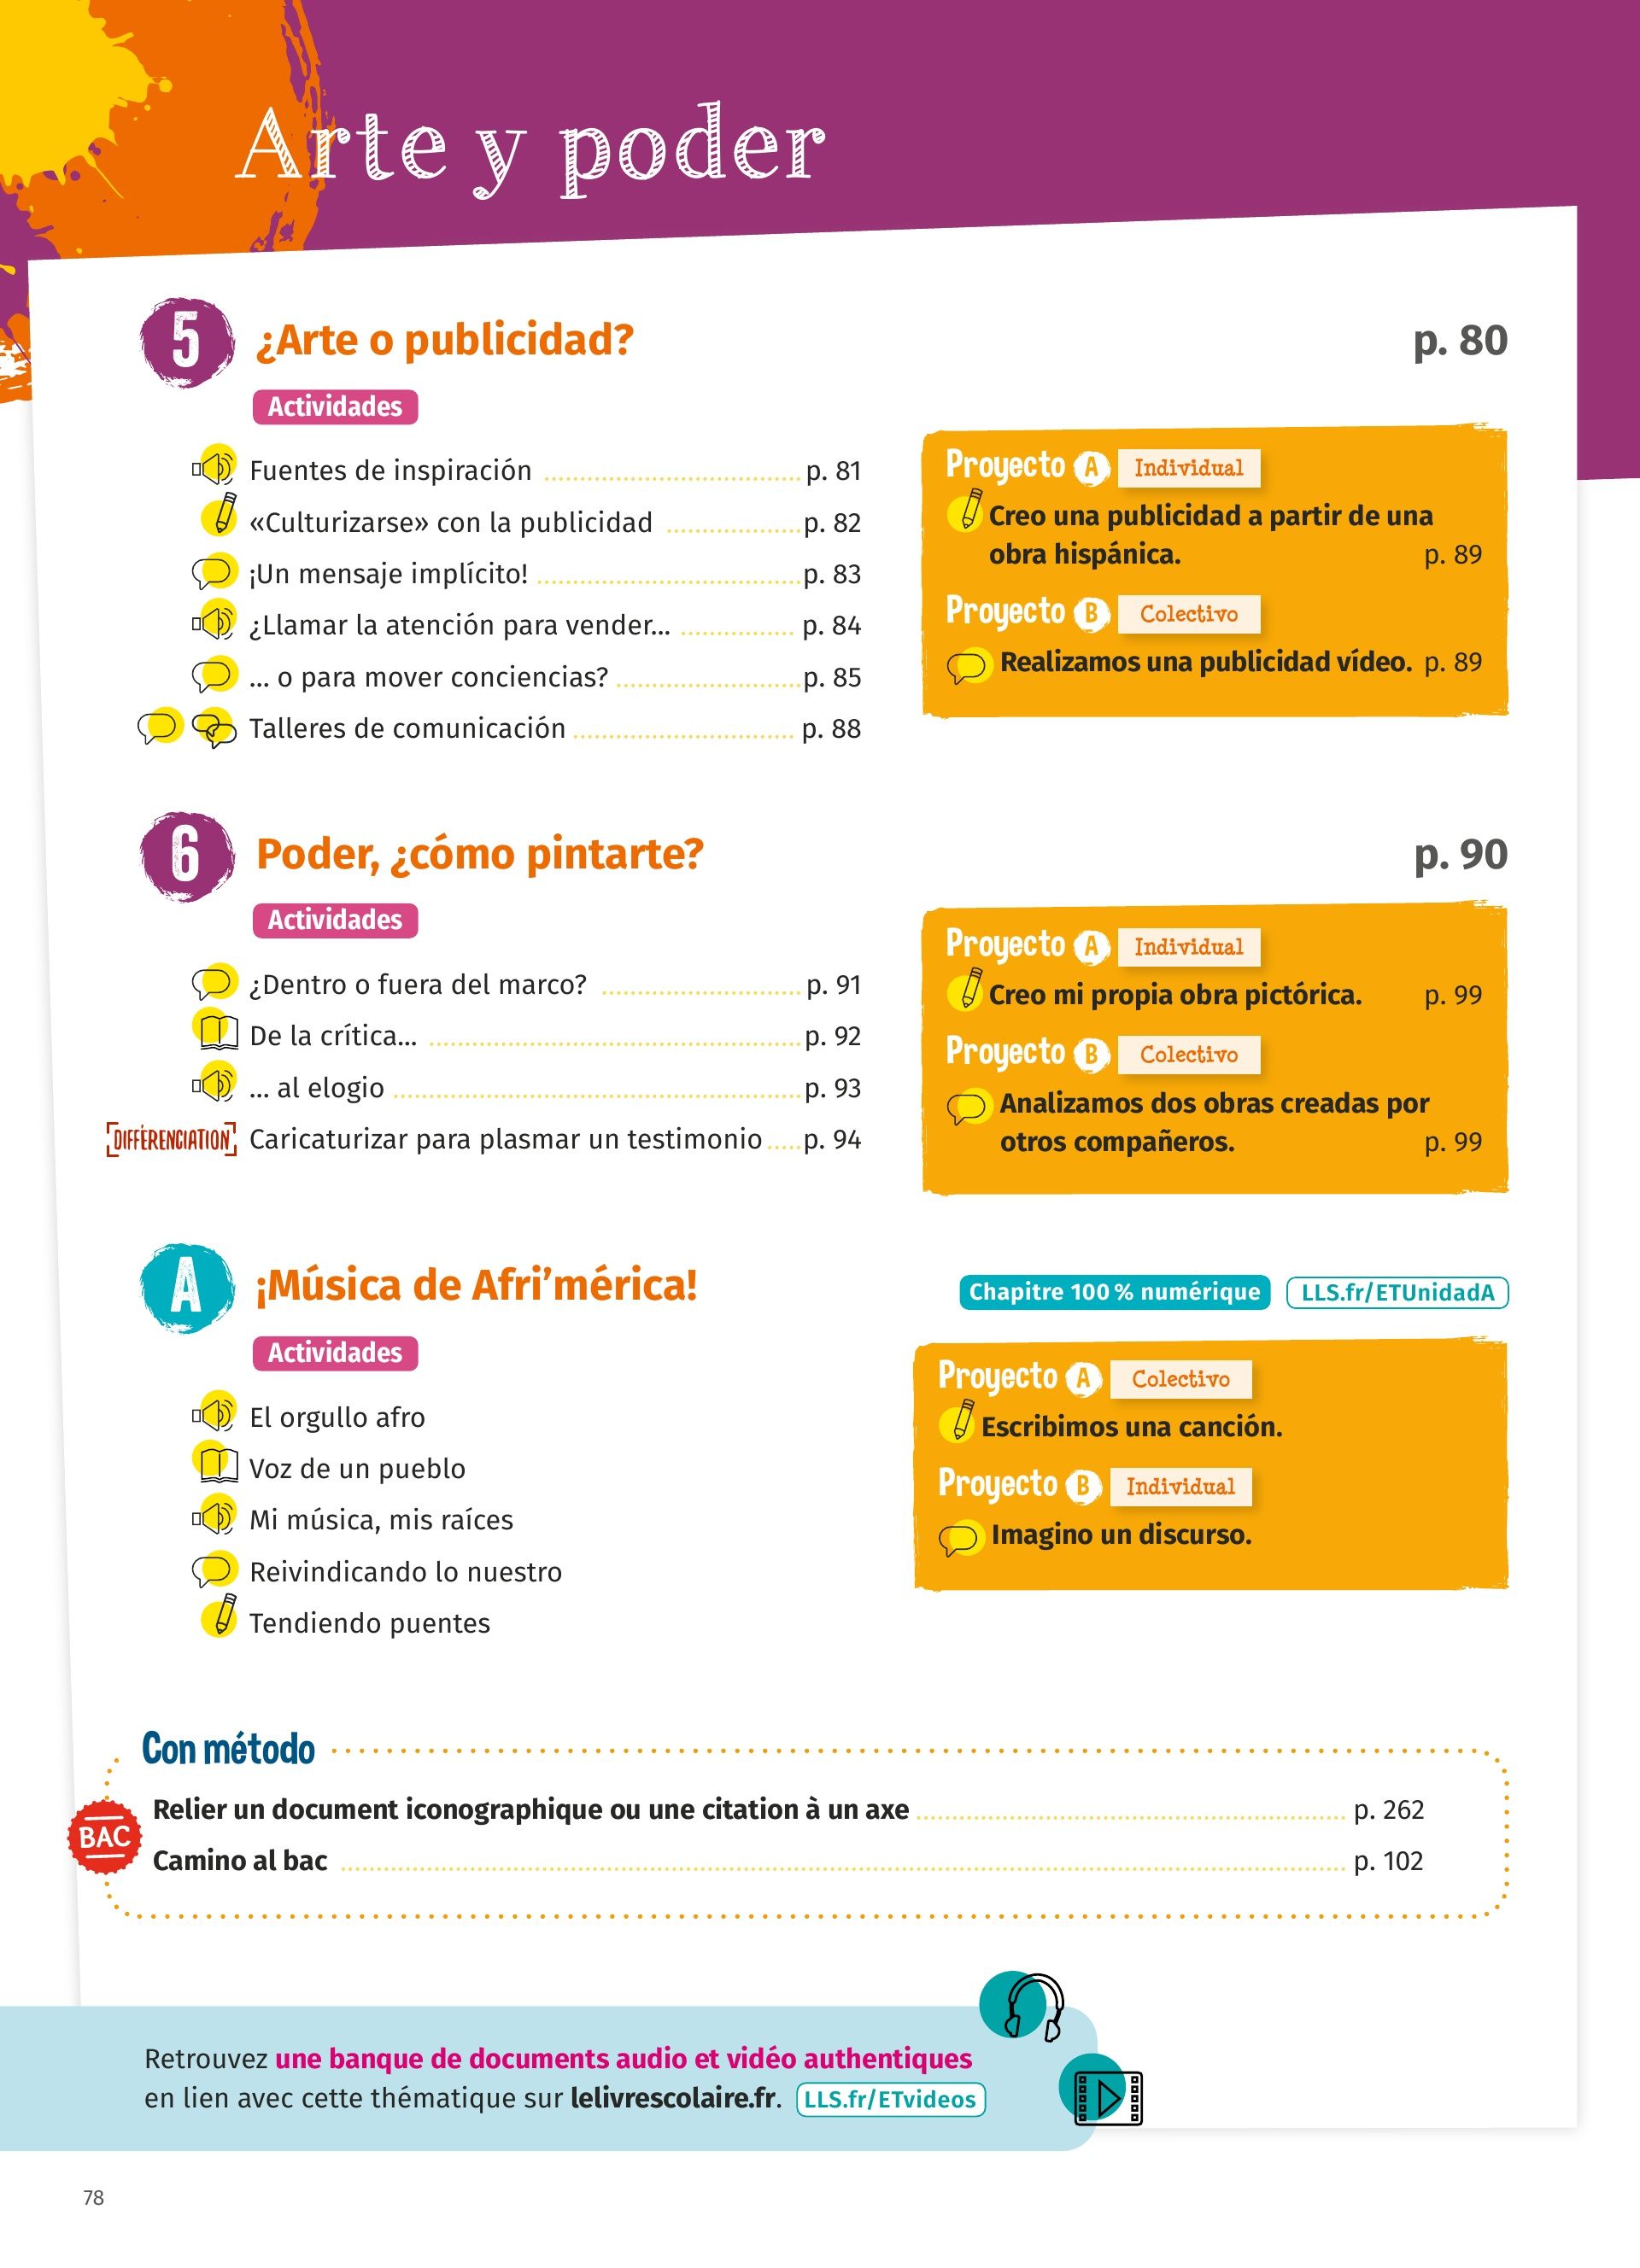 Arte y poder
5 ¿Arte o publicidad? p. 80
Actividades
Fuentes de inspiración p. 81
«Culturizarse» con la publicidad p. 82
¡Un mensaje implícito! p. 83
¿Llamar la atención para vender... p. 84
... o para mover conciencias? p. 85
Talleres de comunicación p. 88
Proyecto A Individual
Creo una publicidad a partir de una
obra hispánica. p. 89
Proyecto B Colectivo
Realizamos una publicidad vídeo. p. 89
6 Poder, ¿cómo pintarte? p. 90
Actividades
¿Dentro o fuera del marco? p. 91
De la crítica... p. 92
... al elogio p. 93
DIFFÉRENCIATION Caricaturizar para plasmar un testimonio p. 94
Proyecto A Individual
Creo mi propia obra pictórica. p. 99
Proyecto B Colectivo
Analizamos dos obras creadas por
otros compañeros. p. 99
A ¡Música de Afri’mérica! Chapitre 100 % numérique LLS.fr/ETUnidadA
Actividades
El orgullo afro
Voz de un pueblo
Mi música, mis raíces
Reivindicando lo nuestro
Tendiendo puentes
Proyecto A Colectivo
Escribimos una canción.
Proyecto B Individual
Imagino un discurso.
Con método
BAC
Relier un document iconographique ou une citation à un axe p. 262
Camino al bac p. 102
Retrouvez une banque de documents audio et vidéo authentiques
en lien avec cette thématique sur lelivrescolaire.fr. LLS.fr/ETvideos
78